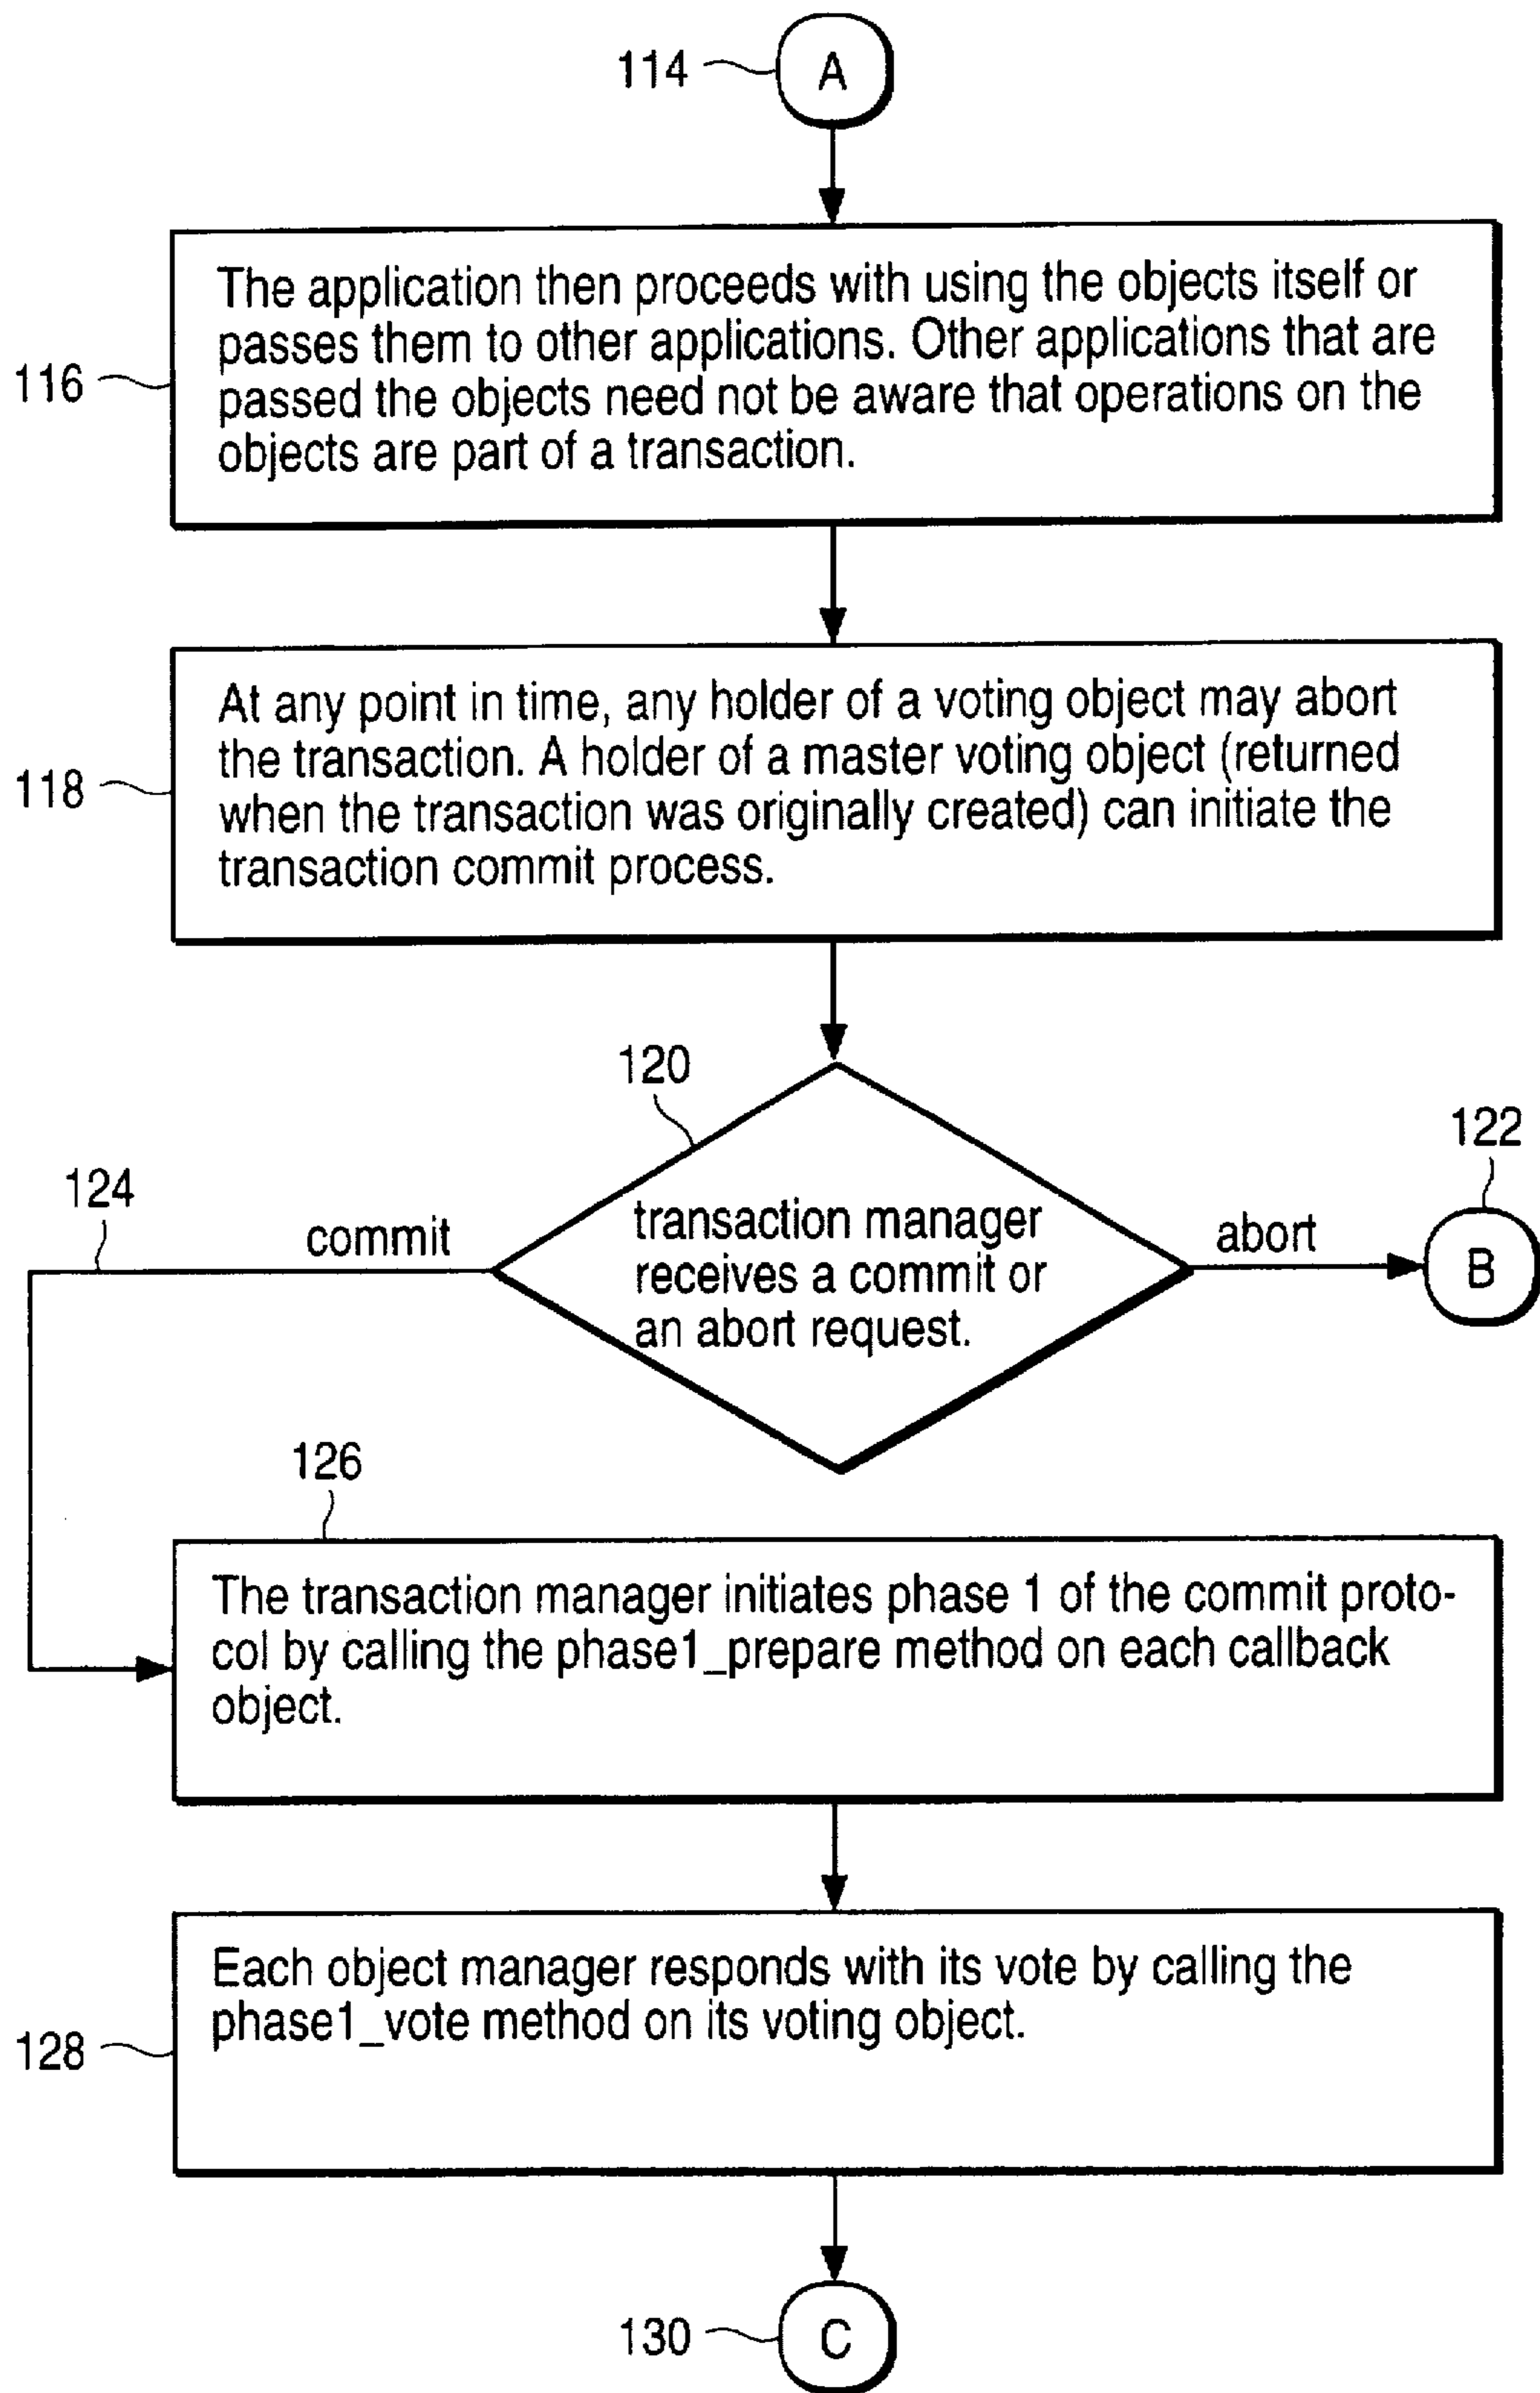 114
A
The application then proceeds with using the objects itself or
passes them to other applications. Other applications that are
passed the objects need not be aware that operations on the
objects are part of a transaction.
116
At any point in time, any holder of a voting object may abort
the transaction. A holder of a master voting object (returned
when the transaction was originally created) can initiate the
transaction commit process.
118
120
122
124
commit
transaction manager
receives a commit or
an abort request.
abort
B
126
The transaction manager initiates phase 1 of the commit proto-
col by calling the phase1_prepare method on each callback
object.
Each object manager responds with its vote by calling the
phase1_vote method on its voting object.
128
130
C